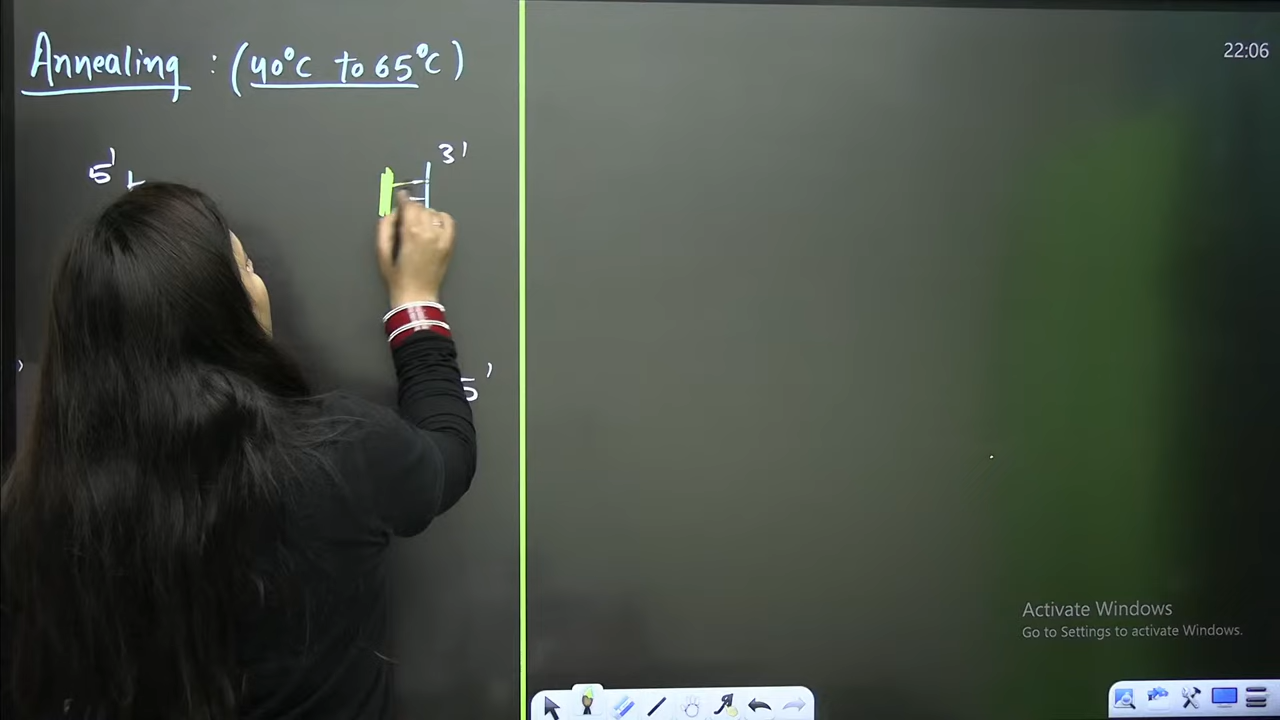 Annealing : (40°C to 65°C)
22:06
5' 3'
5'
Activate Windows
Go to Settings to activate Windows.